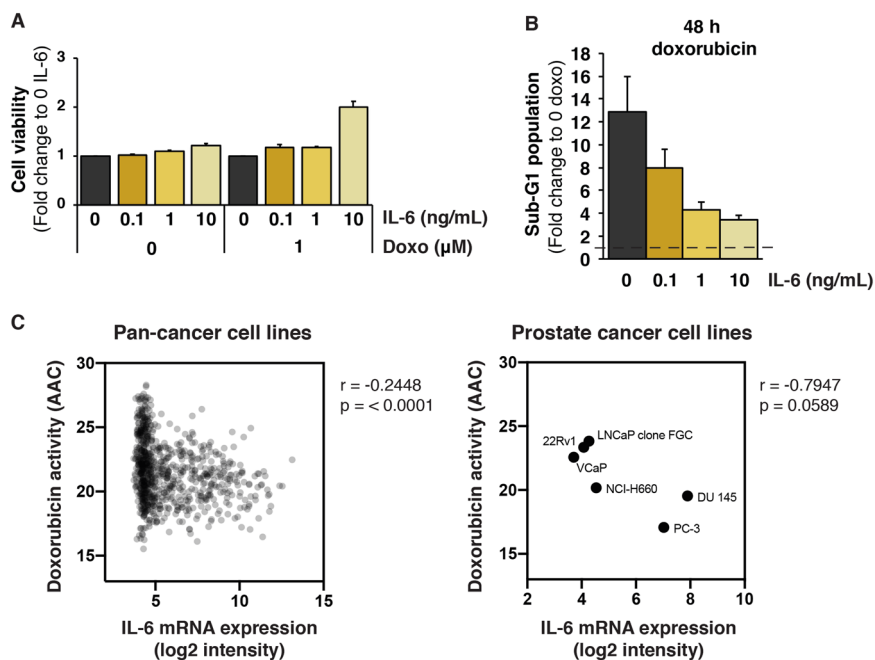 A
Cell viability
(Fold change to 0 IL-6)
3
2
1
0
0 0.1 1 10 0 0.1 1 10 IL-6 (ng/mL)
0 1 Doxo (µM)
B
48 h
doxorubicin
Sub-G1 population
(Fold change to 0 doxo)
18
16
14
12
10
8
6
4
2
0
0 0.1 1 10 IL-6 (ng/mL)
C
Pan-cancer cell lines
Doxorubicin activity (AAC)
30
25
20
15
5 10 15
IL-6 mRNA expression
(log2 intensity)
r = -0.2448
p = <0.0001
Prostate cancer cell lines
Doxorubicin activity (AAC)
30
25
20
15
22Rv1
LNCaP clone FGC
VCaP
NCI-H660
DU 145
PC-3
2 4 6 8 10
IL-6 mRNA expression
(log2 intensity)
r = -0.7947
p = 0.0589